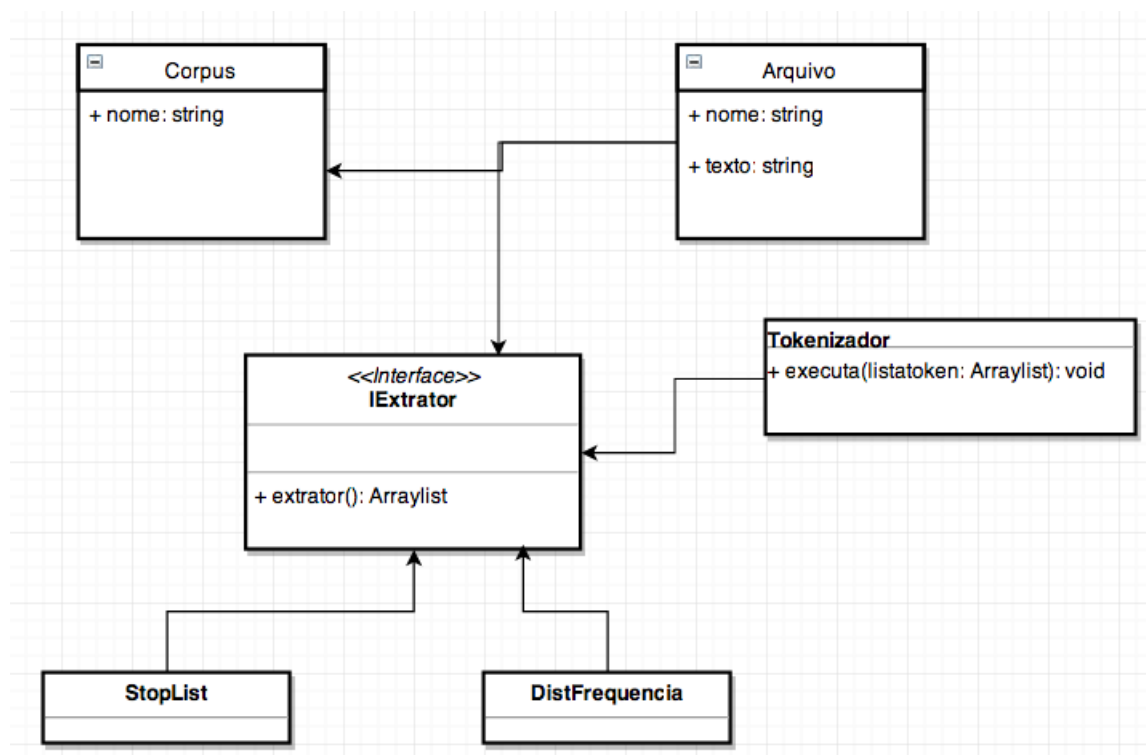 Corpus
+ nome: string
Arquivo
+ nome: string
+ texto: string
<<Interface>>
IExtrator
+ extrator(): Arraylist
Tokenizador
+ executa(listatoken: Arraylist): void
StopList
DistFrequencia